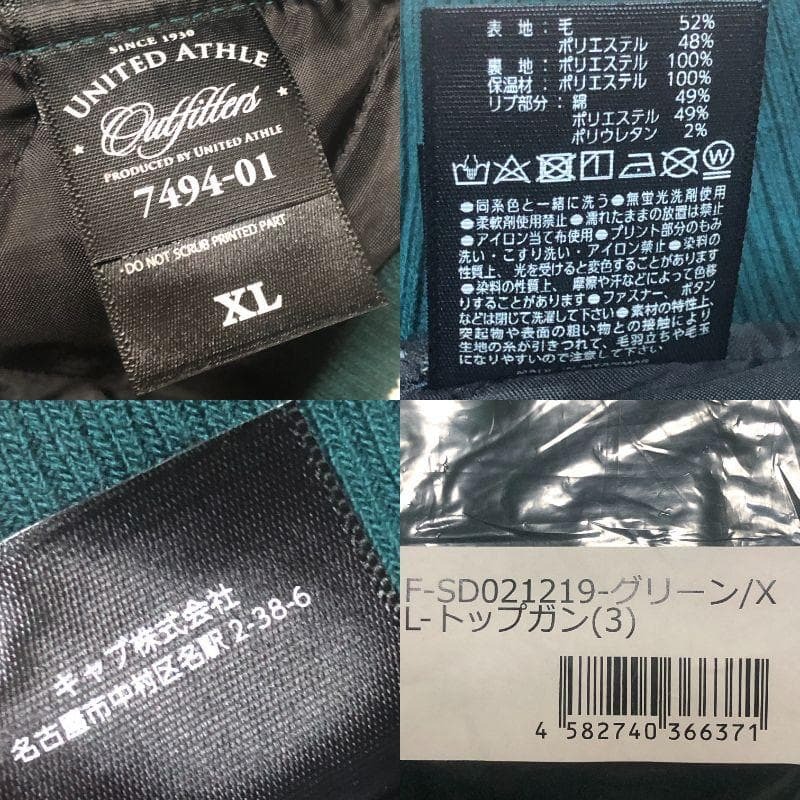 SINCE 1930
UNITED ATHLE
Outfitters
PRODUCED BY UNITED ATHLE
7494-01
・DO NOT SCRUB PRINTED PART
XL
表 地：毛 52%
ポリエステル 48%
裏 地：ポリエステル 100%
保温材：ポリエステル 100%
リブ部分：綿 49%
ポリエステル 49%
ポリウレタン 2%
W
●同系色と一緒に洗う ●無蛍光洗剤使用
●柔軟剤使用禁止 ●濡れたままの放置は禁止
●アイロン当て布使用 ●プリント部分のもみ
洗い・こすり洗い・アイロン禁止 ●染料の
性質上、光を受けると変色することがあります
●染料の性質上、摩擦や汗などによって色移
りすることがあります ●ファスナー、ボタン
などは閉じて洗濯して下さい ●素材の特性上、
突起物や表面の粗い物との接触により
生地の糸が引きつれて、毛羽立ちや毛玉
になりやすいので注意して下さい
キャブ株式会社
名古屋市中村区名駅2-38-6
F-SD021219-グリーン/X
L-トップガン(3)
4 582740 366371